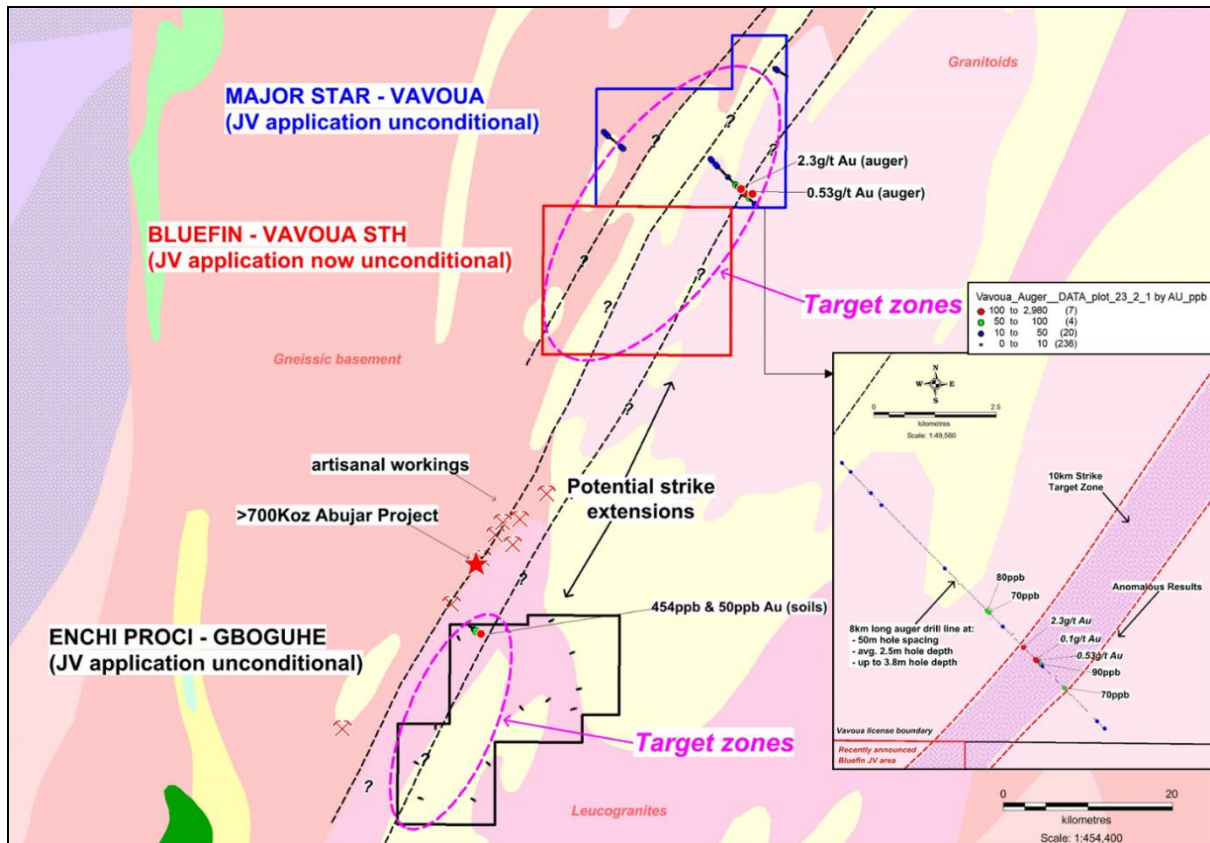 Granitoids
MAJOR STAR - VAVOUA
(JV application unconditional)
?
?
?
2.3g/t Au (auger)
0.53g/t Au (auger)
BLUEFIN - VAVOUA STH
(JV application now unconditional)
?
?
?
Target zones
Vavoua_Auger__DATA_plot_23_2_1 by AU_ppb
100 to 2,980 (7)
50 to 100 (4)
10 to 50 (20)
0 to 10 (236)
Gneissic basement
?
artisanal workings
>700Koz Abujar Project
Potential strike
extensions
?
454ppb & 50ppb Au (soils)
ENCHI PROCI - GBOGUHE
(JV application unconditional)
Target zones
?
?
Leucogranites
N
W E
S
0 2.5
kilometres
Scale: 1:49,560
10km Strike
Target Zone
80ppb
70ppb
Anomalous Results
8km long auger drill line at:
- 50m hole spacing
- avg. 2.5m hole depth
- up to 3.8m hole depth
2.3g/t Au
0.1g/t Au
0.53g/t Au
90ppb
70ppb
Vavoua license boundary
Recently announced
Bluefin JV area
0 20
kilometres
Scale: 1:454,400